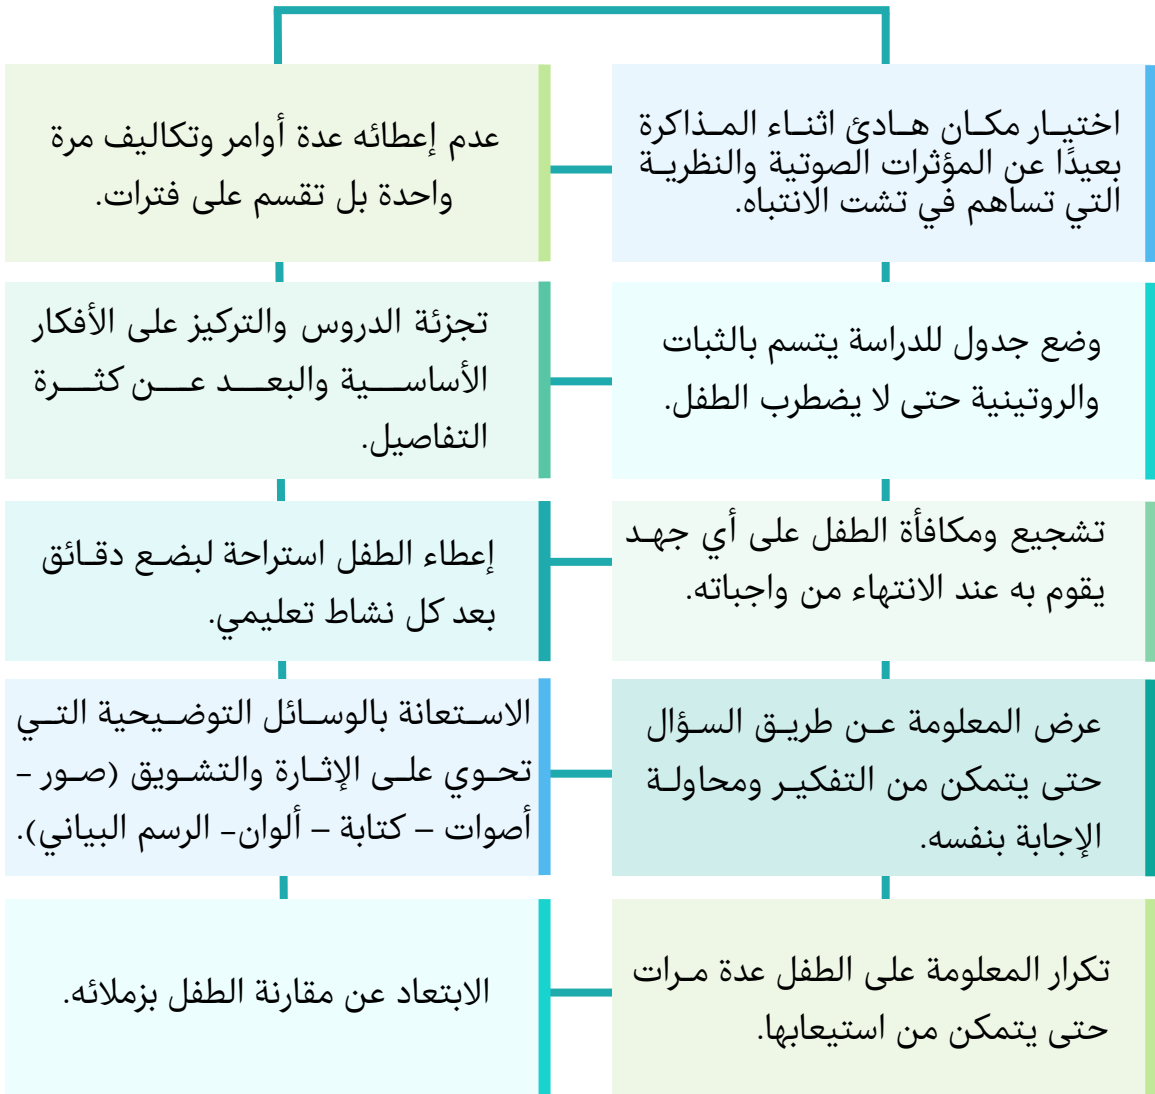 اختيار مكان هادئ اثناء المذاكرة
بعيدًا عن المؤثرات الصوتية والنظرية
التي تساهم في تشت الانتباه.
عدم إعطائه عدة أوامر وتكاليف مرة
واحدة بل تقسم على فترات.
وضع جدول للدراسة يتسم بالثبات
والروتينية حتى لا يضطرب الطفل.
تجزئة الدروس والتركيز على الأفكار
الأساسية والبعد عن كثرة
التفاصيل.
تشجيع ومكافأة الطفل على أي جهد
يقوم به عند الانتهاء من واجباته.
إعطاء الطفل استراحة لبضع دقائق
بعد كل نشاط تعليمي.
عرض المعلومة عن طريق السؤال
حتى يتمكن من التفكير ومحاولة
الإجابة بنفسه.
الاستعانة بالوسائل التوضيحية التي
تحوي على الإثارة والتشويق (صور –
أصوات – كتابة – ألوان- الرسم البياني).
تكرار المعلومة على الطفل عدة مرات
حتى يتمكن من استيعابها.
الابتعاد عن مقارنة الطفل بزملائه.